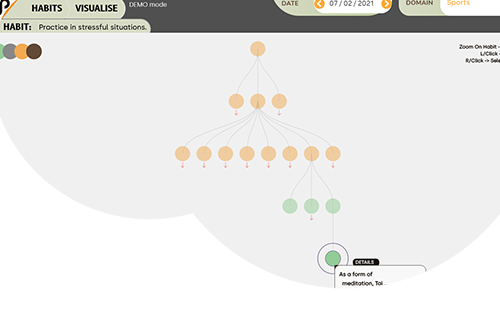 HABITS VISUALISE DEMO mode DATE 07 / 02 / 2021 DOMAIN Sports
HABIT: Practice in stressful situations.
Zoom On Habit -
L/Click -
R/Click -> Sele
DETAILS
As a form of
meditation, Tai